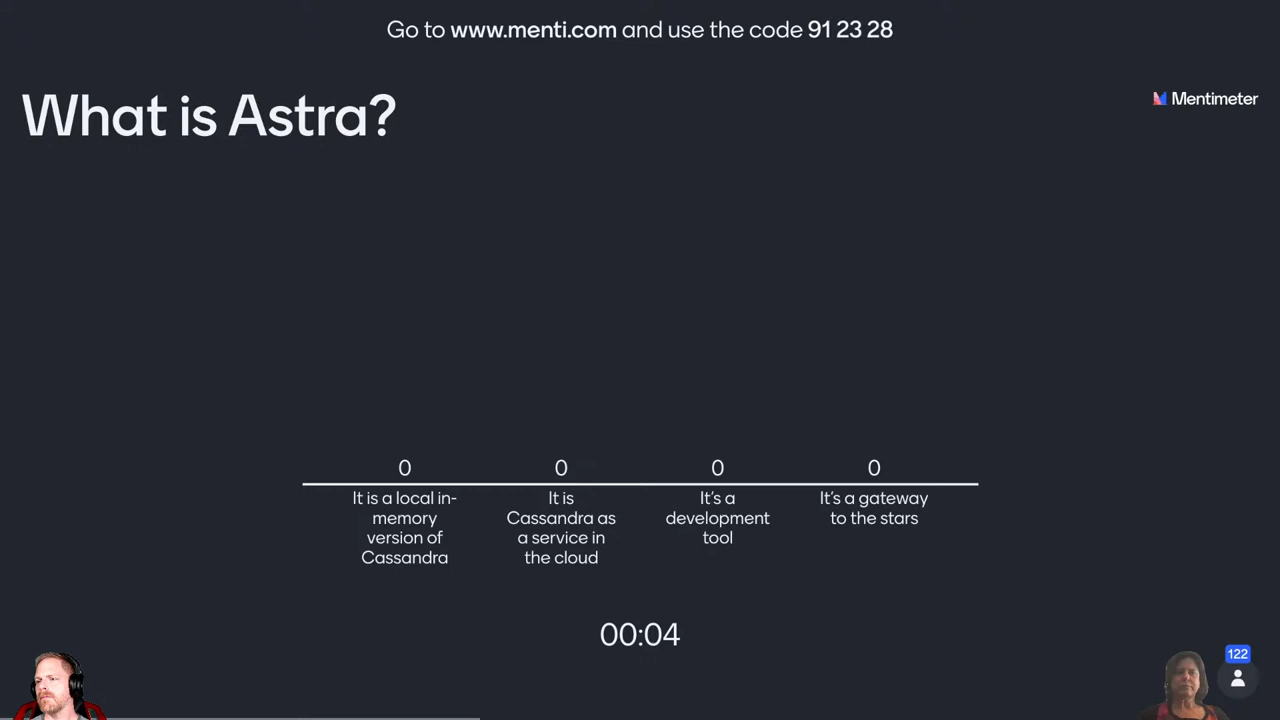 Go to www.menti.com and use the code 91 23 28
What is Astra?
Mentimeter
0
0
0
0
It is a local in-
memory
version of
Cassandra
It is
Cassandra as
a service in
the cloud
It's a
development
tool
It's a gateway
to the stars
00:04
122